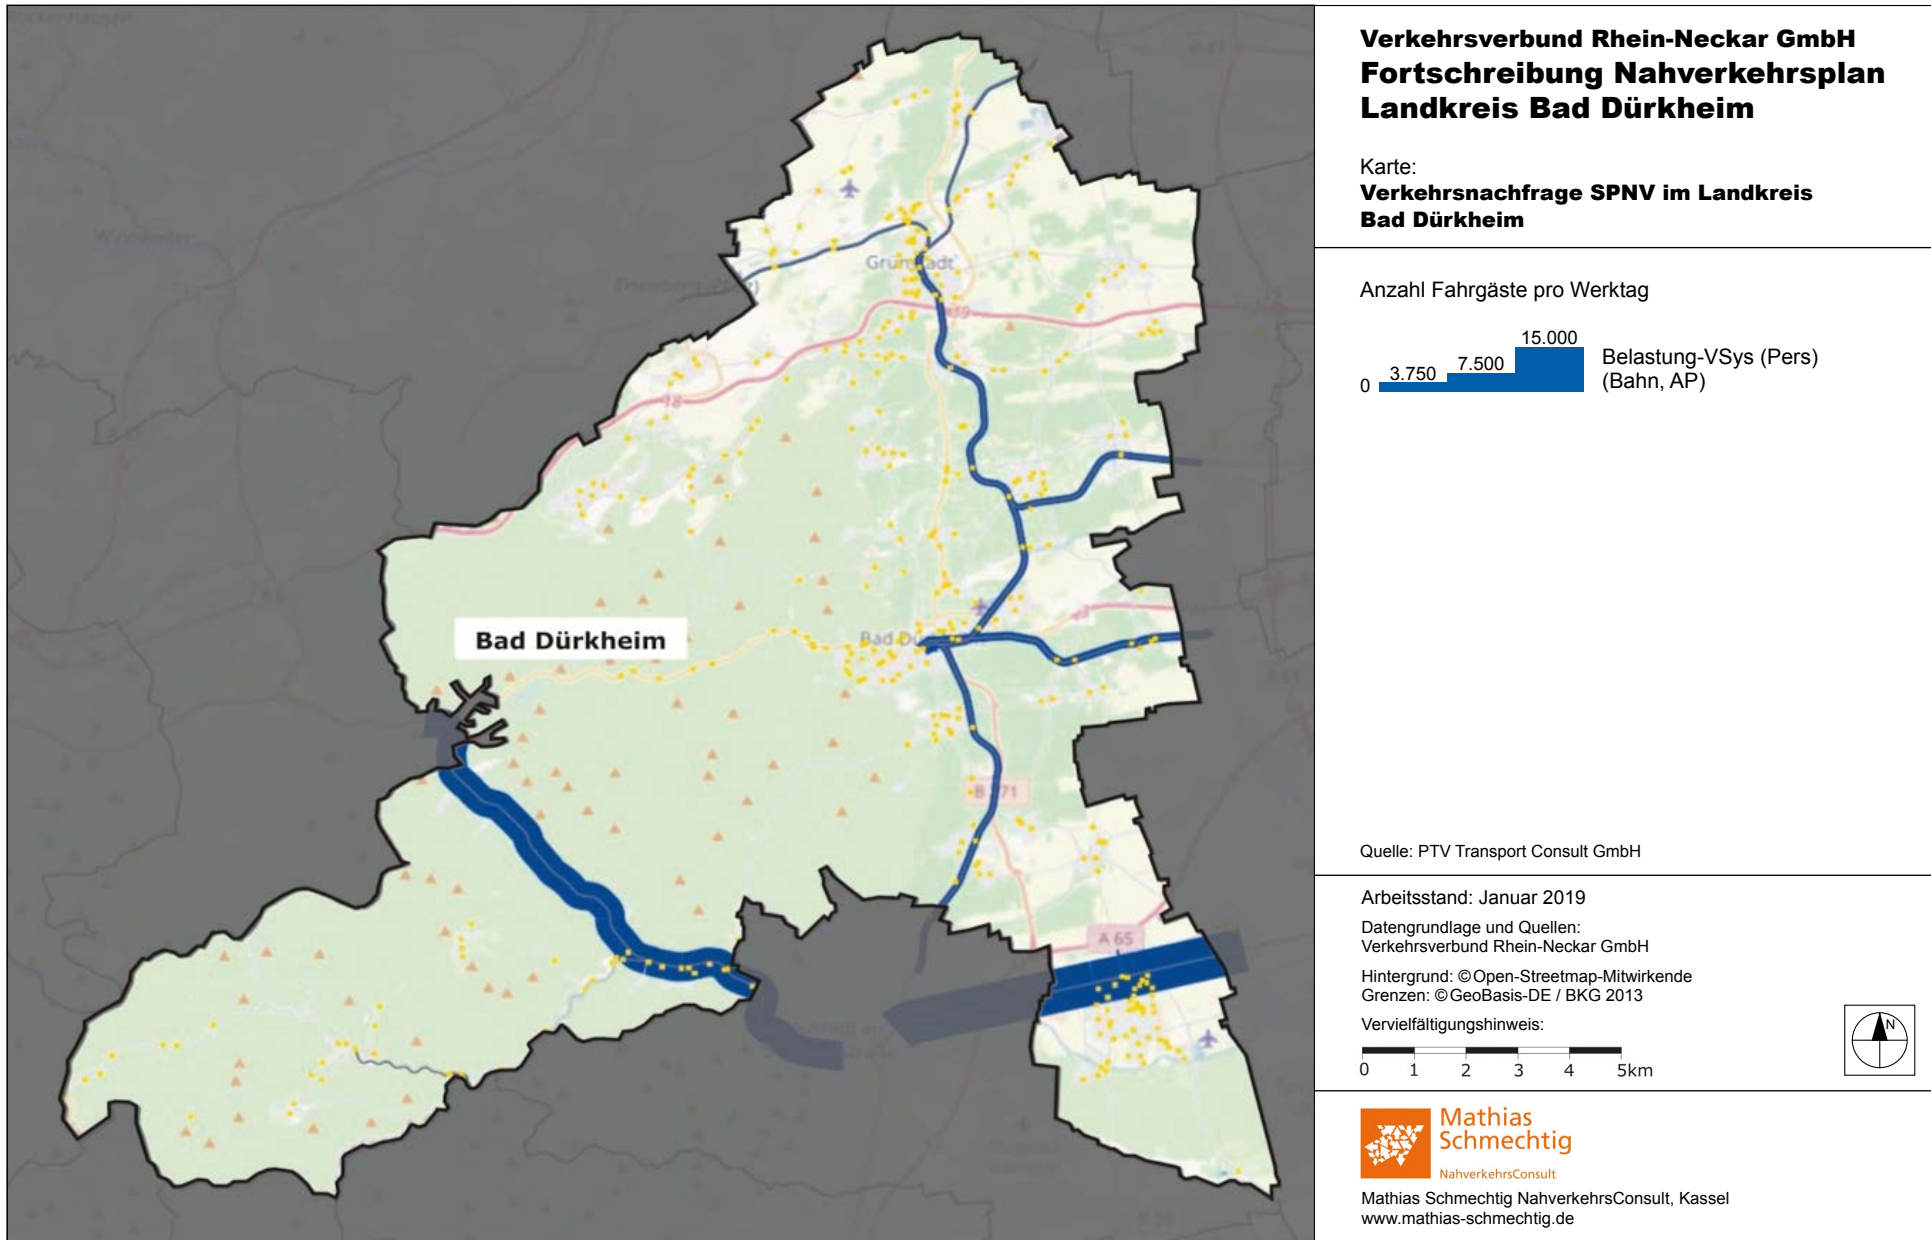 Verkehrsverbund Rhein-Neckar GmbH
Fortschreibung Nahverkehrsplan
Landkreis Bad Dürkheim
Karte:
Verkehrsnachfrage SPNV im Landkreis
Bad Dürkheim
Anzahl Fahrgäste pro Werktag
0 3.750 7.500 15.000
Belastung-VSys (Pers)
(Bahn, AP)
Quelle: PTV Transport Consult GmbH
Arbeitsstand: Januar 2019
Datengrundlage und Quellen:
Verkehrsverbund Rhein-Neckar GmbH
Hintergrund: © Open-Streetmap-Mitwirkende
Grenzen: © GeoBasis-DE / BKG 2013
Vervielfältigungshinweis:
N
0 1 2 3 4 5km
Mathias
Schmechtig
NahverkehrsConsult
Mathias Schmechtig NahverkehrsConsult, Kassel
www.mathias-schmechtig.de
Winnweiler
Grünstadt
19
18
Bad Dürkheim
A 65